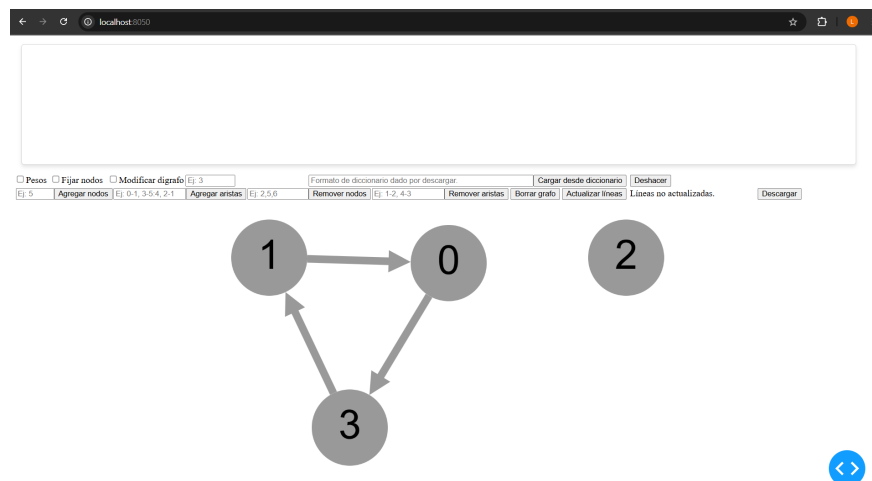 localhost:8050
L
Pesos Fijar nodos Modificar digrafo Ej: 3 Formato de diccionario dado por descargar. Cargar desde diccionario Deshacer
Ej: 5 Agregar nodos Ej: 0-1, 3-5:4, 2-1 Agregar aristas Ej: 2,5,6 Remover nodos Ej: 1-2, 4-3 Remover aristas Borrar grafo Actualizar líneas Líneas no actualizadas. Descargar
1 0 2
3